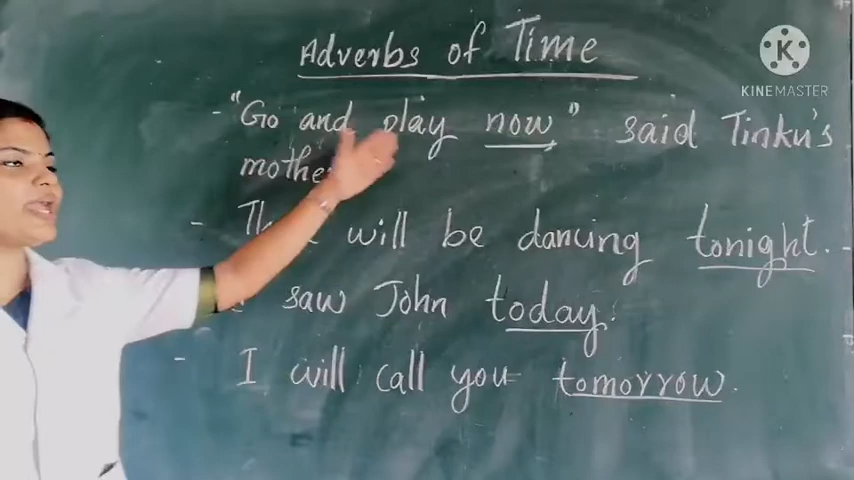 Adverbs of Time
- "Go and play now" said Tinku's
mother
- will be dancing tonight.
saw John today.
- I will call you tomorrow.
K
KINEMASTER